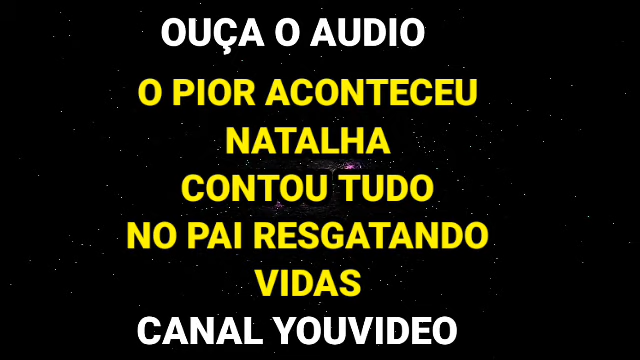 OUÇA O AUDIO
O PIOR ACONTECEU
NATALHA
CONTOU TUDO
NO PAI RESGATANDO
VIDAS
CANAL YOUVIDEO